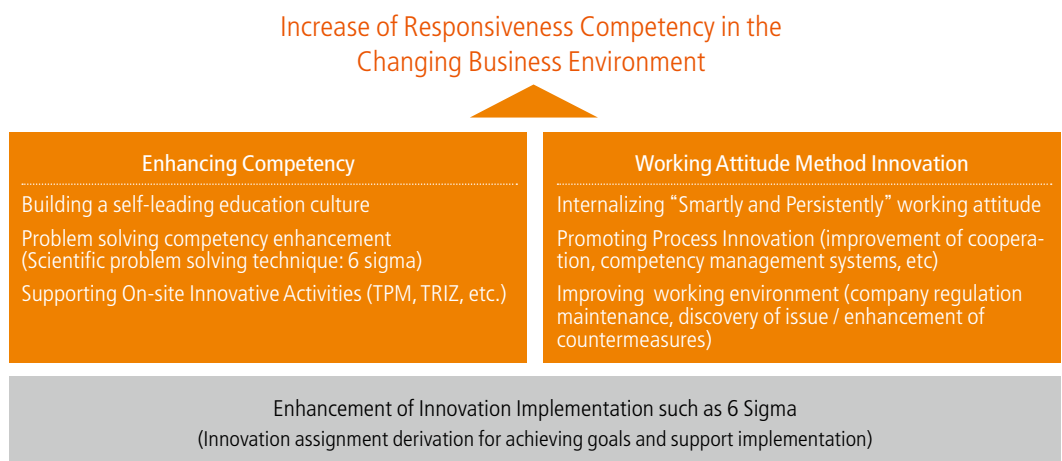 Increase of Responsiveness Competency in the
Changing Business Environment
Enhancing Competency
Building a self-leading education culture
Problem solving competency enhancement
(Scientific problem solving technique: 6 sigma)
Supporting On-site Innovative Activities (TPM, TRIZ, etc.)
Working Attitude Method Innovation
Internalizing “Smartly and Persistently” working attitude
Promoting Process Innovation (improvement of coopera-
tion, competency management systems, etc)
Improving working environment (company regulation
maintenance, discovery of issue / enhancement of
countermeasures)
Enhancement of Innovation Implementation such as 6 Sigma
(Innovation assignment derivation for achieving goals and support implementation)